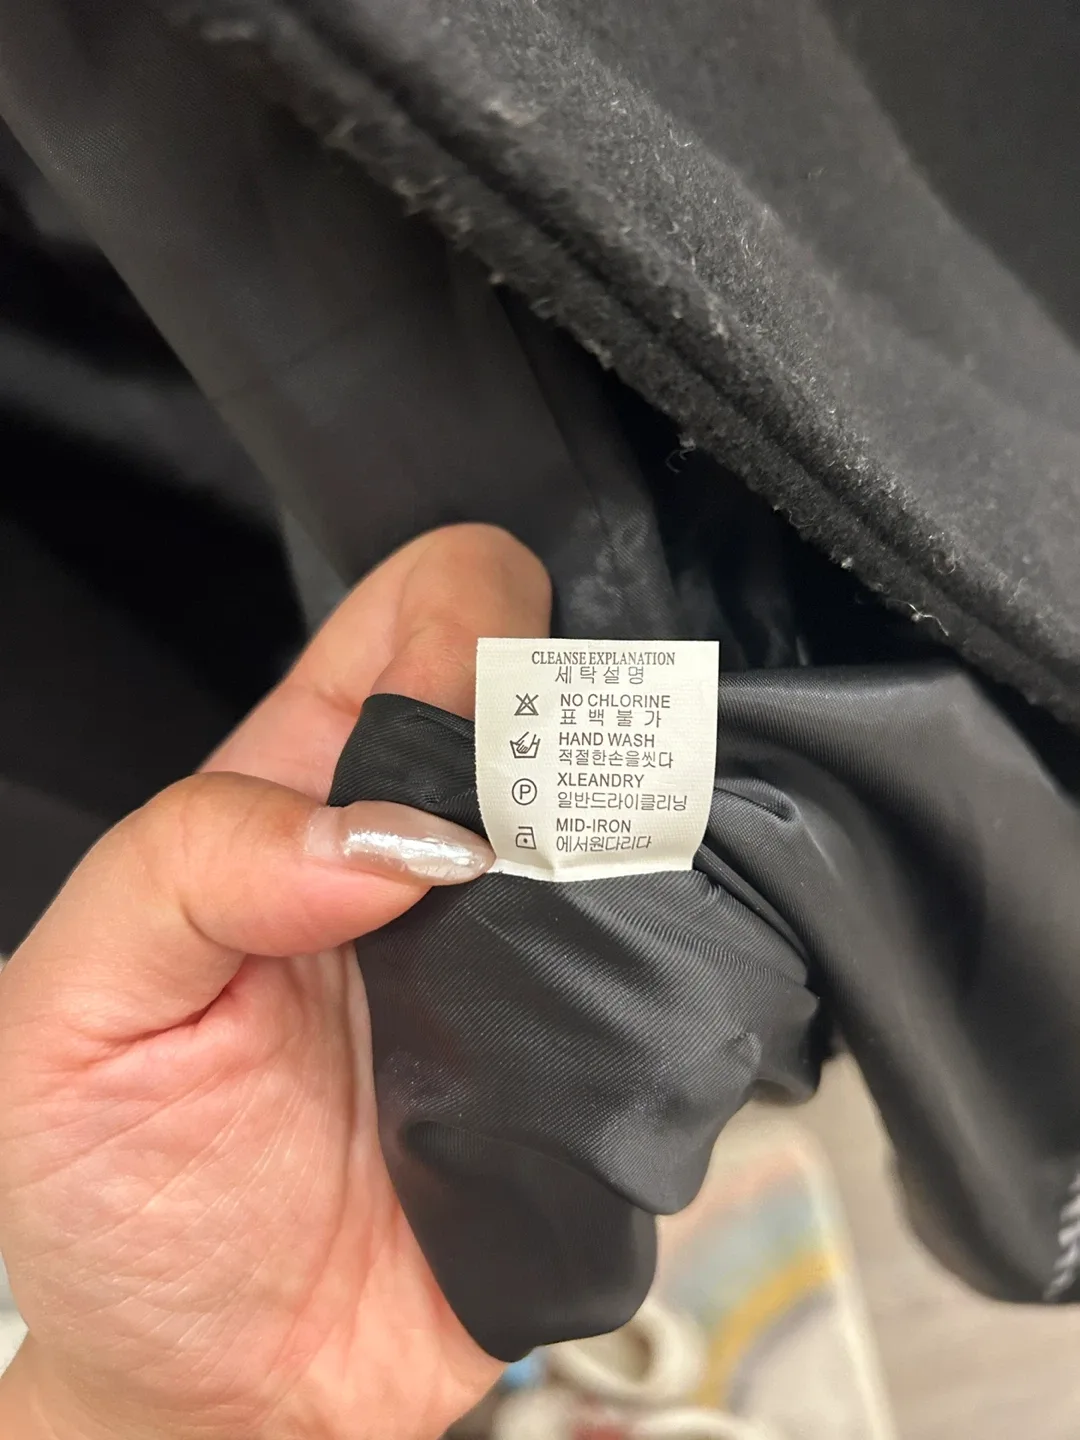 CLEANSE EXPLANATION
세탁설명
NO CHLORINE
표 백 불 가
HAND WASH
적절한손을씻다
P
XLEANDRY
일반드라이클리닝
MID-IRON
에서원다리다